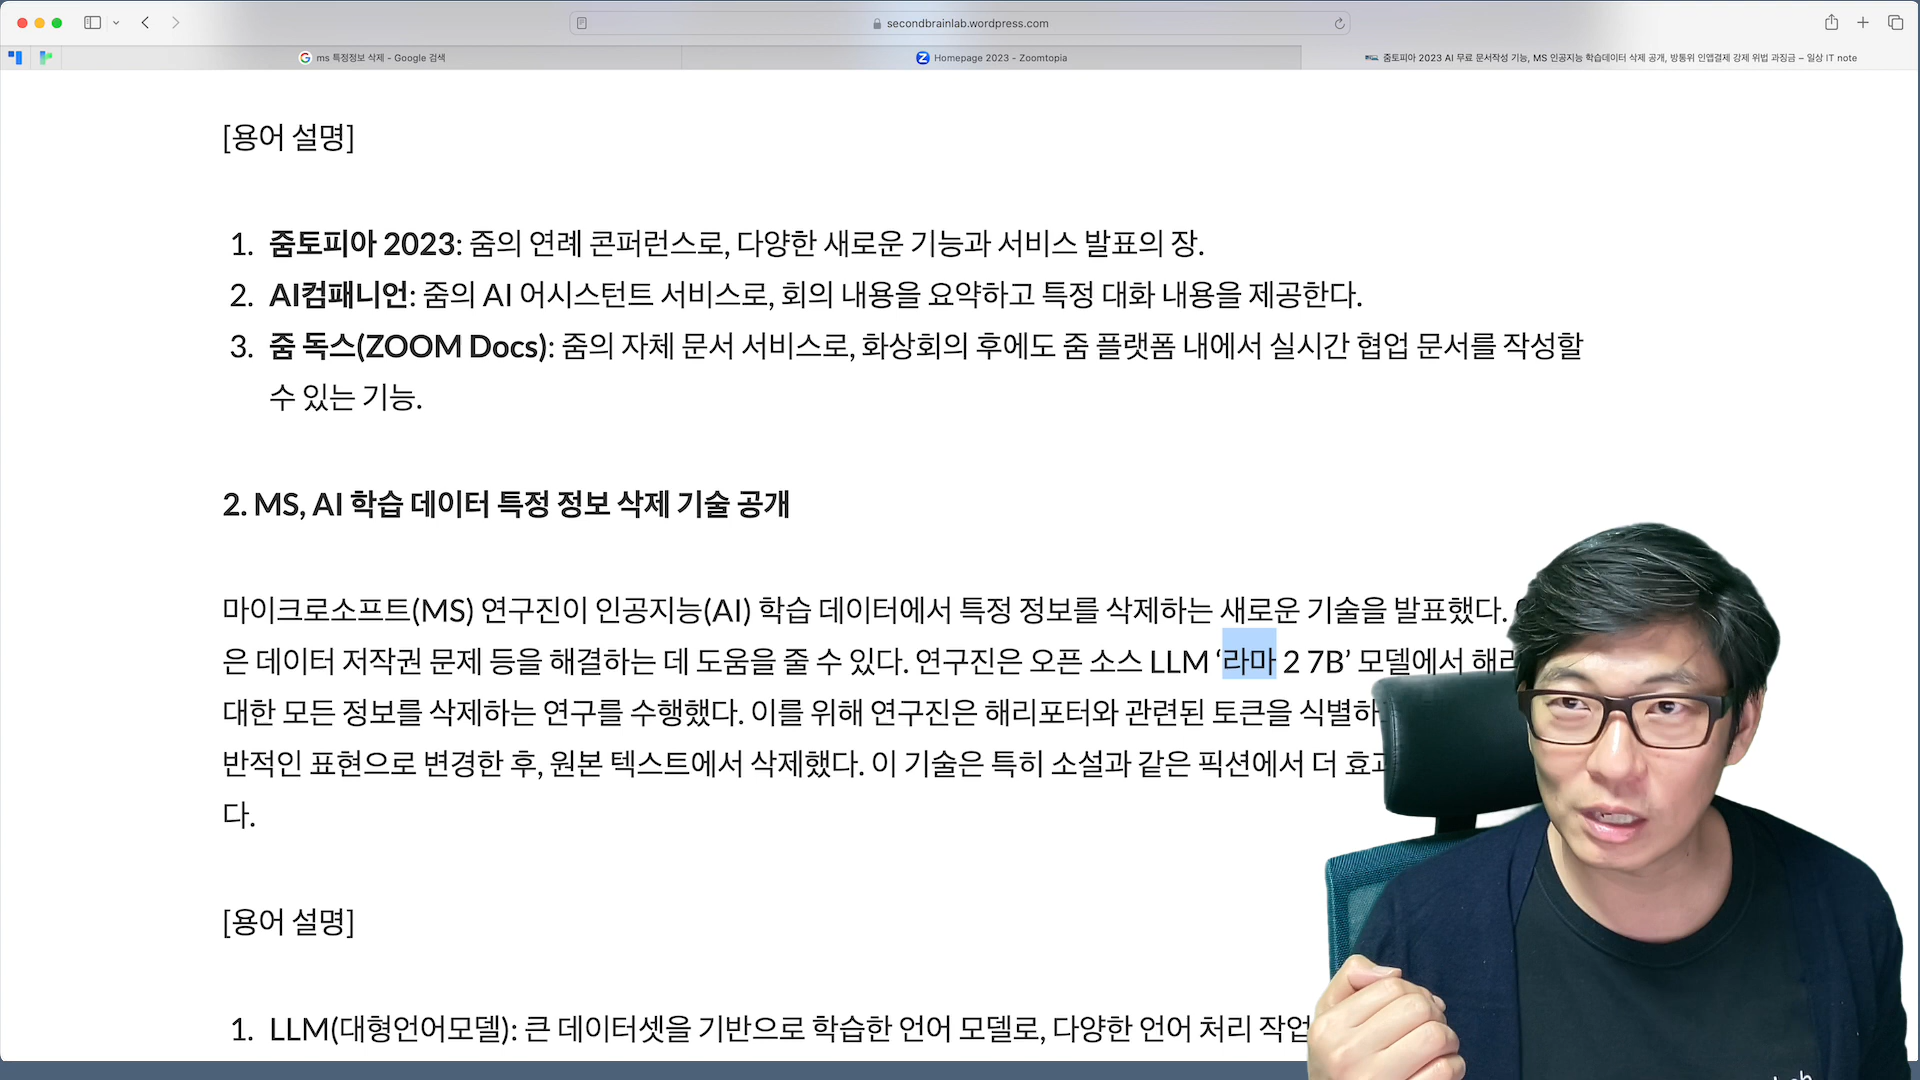 secondbrainlab.wordpress.com
ms 특정정보 삭제 - Google 검색
Homepage 2023 - Zoomtopia
줌토피아 2023 AI 무료 문서작성 기능, MS 인공지능 학습데이터 삭제 공개, 방통위 인앱결제 강제 위법 과징금 – 일상 IT note
[용어 설명]
1. 줌토피아 2023: 줌의 연례 콘퍼런스로, 다양한 새로운 기능과 서비스 발표의 장.
2. AI컴패니언: 줌의 AI 어시스턴트 서비스로, 회의 내용을 요약하고 특정 대화 내용을 제공한다.
3. 줌 독스(ZOOM Docs): 줌의 자체 문서 서비스로, 화상회의 후에도 줌 플랫폼 내에서 실시간 협업 문서를 작성할
수 있는 기능.
2. MS, AI 학습 데이터 특정 정보 삭제 기술 공개
마이크로소프트(MS) 연구진이 인공지능(AI) 학습 데이터에서 특정 정보를 삭제하는 새로운 기술을 발표했다.
은 데이터 저작권 문제 등을 해결하는 데 도움을 줄 수 있다. 연구진은 오픈 소스 LLM ‘라마 2 7B’ 모델에서
대한 모든 정보를 삭제하는 연구를 수행했다. 이를 위해 연구진은 해리포터와 관련된 토큰을 식별하
반적인 표현으로 변경한 후, 원본 텍스트에서 삭제했다. 이 기술은 특히 소설과 같은 픽션에서 더
다.
[용어 설명]
1. LLM(대형언어모델): 큰 데이터셋을 기반으로 학습한 언어 모델로, 다양한 언어 처리 작업